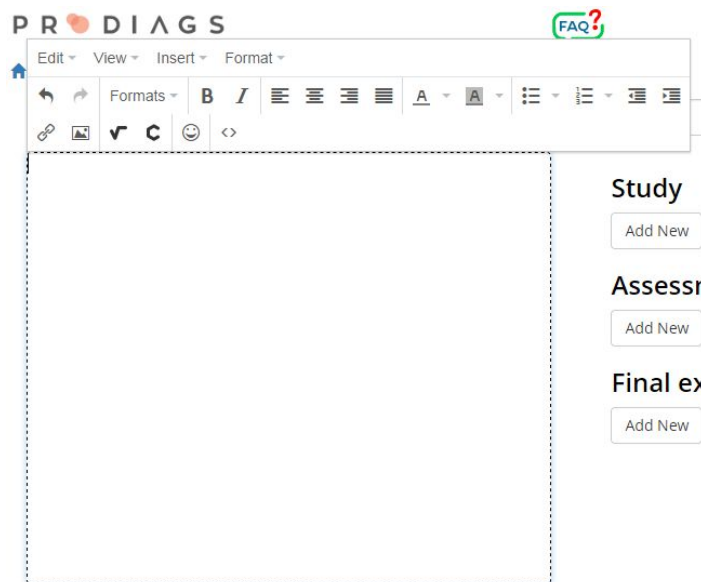 PRODIAGS
FAQ?
Edit View Insert Format
Formats B I A A
Study
Add New
Assess
Add New
Final ex
Add New